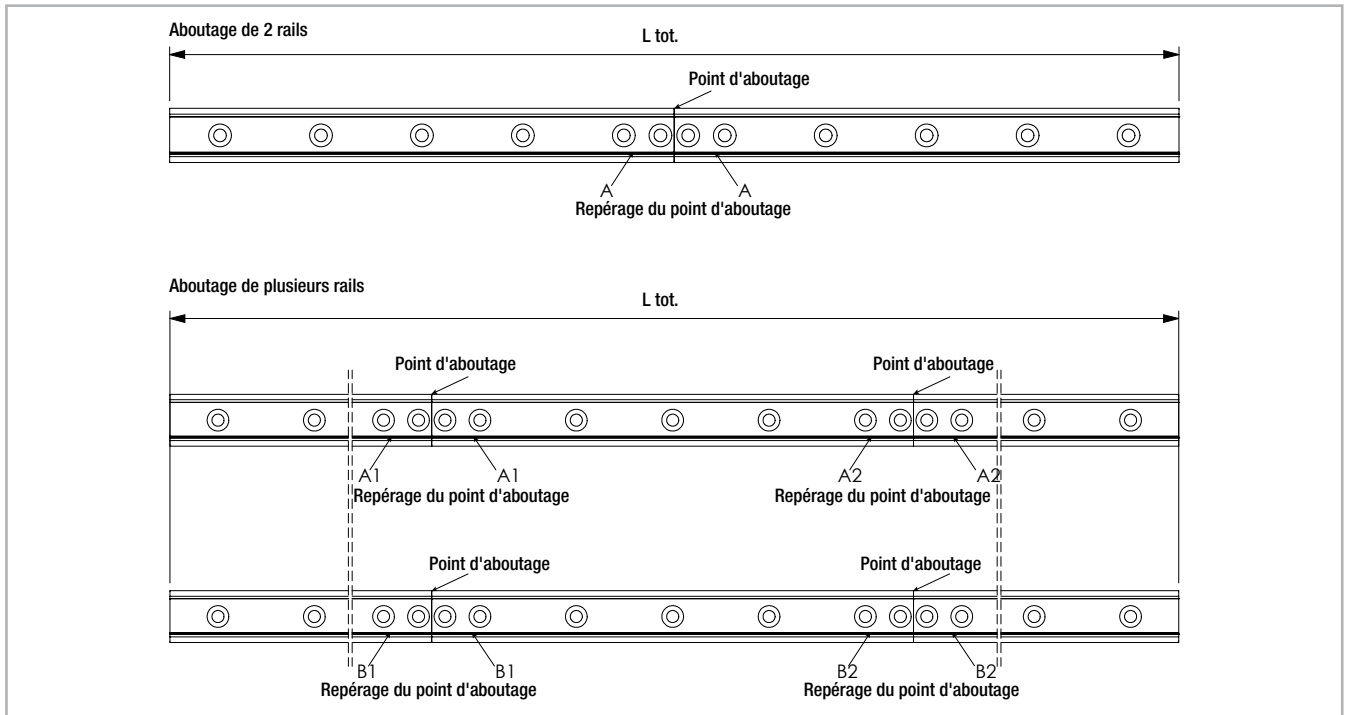 Aboutage de 2 rails
L tot.
Point d'aboutage
A A
Repérage du point d'aboutage
Aboutage de plusieurs rails
L tot.
Point d'aboutage Point d'aboutage
A1 A1 A2 A2
Repérage du point d'aboutage Repérage du point d'aboutage
Point d'aboutage Point d'aboutage
B1 B1 B2 B2
Repérage du point d'aboutage Repérage du point d'aboutage